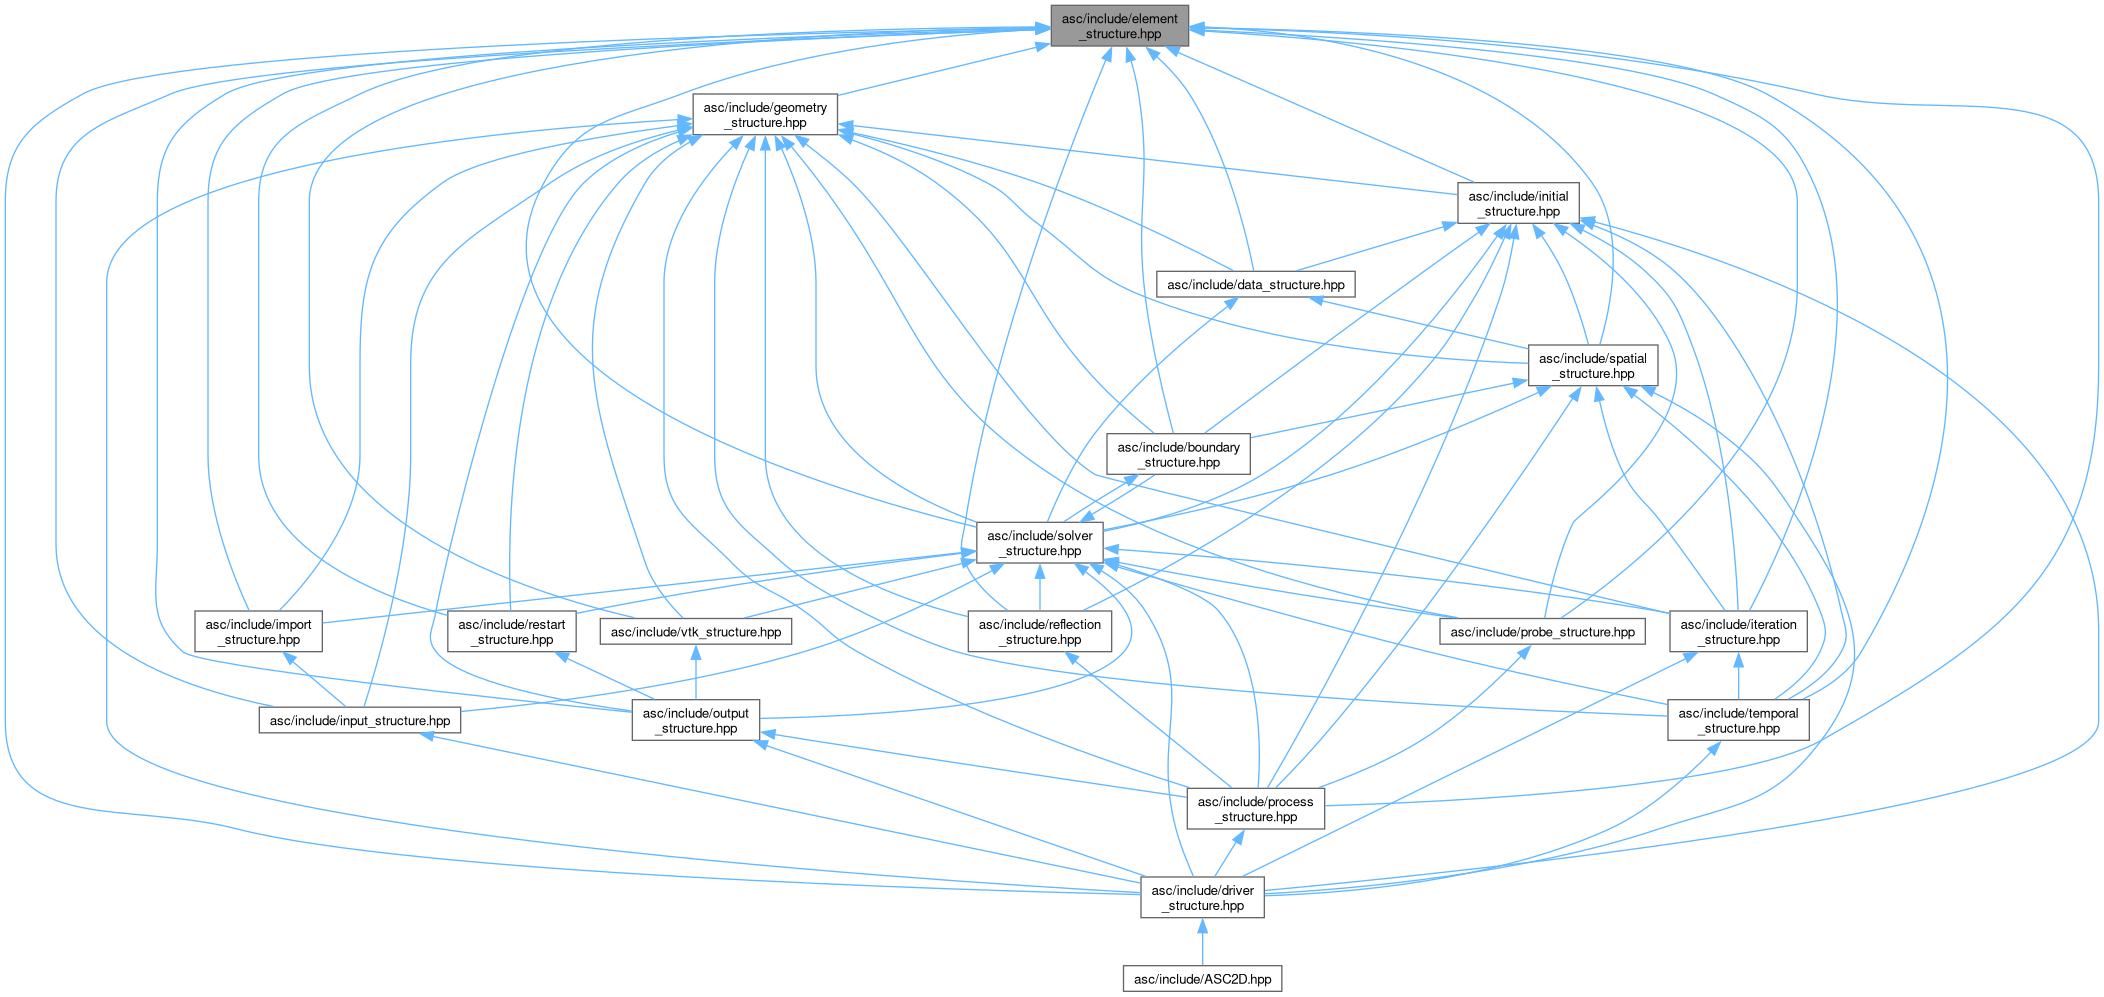 asc/include/element
_structure.hpp
asc/include/geometry
_structure.hpp
asc/include/initial
_structure.hpp
asc/include/data_structure.hpp
asc/include/spatial
_structure.hpp
asc/include/boundary
_structure.hpp
asc/include/solver
_structure.hpp
asc/include/import
_structure.hpp
asc/include/restart
_structure.hpp
asc/include/vtk_structure.hpp
asc/include/reflection
_structure.hpp
asc/include/probe_structure.hpp
asc/include/iteration
_structure.hpp
asc/include/input_structure.hpp
asc/include/output
_structure.hpp
asc/include/temporal
_structure.hpp
asc/include/process
_structure.hpp
asc/include/driver
_structure.hpp
asc/include/ASC2D.hpp